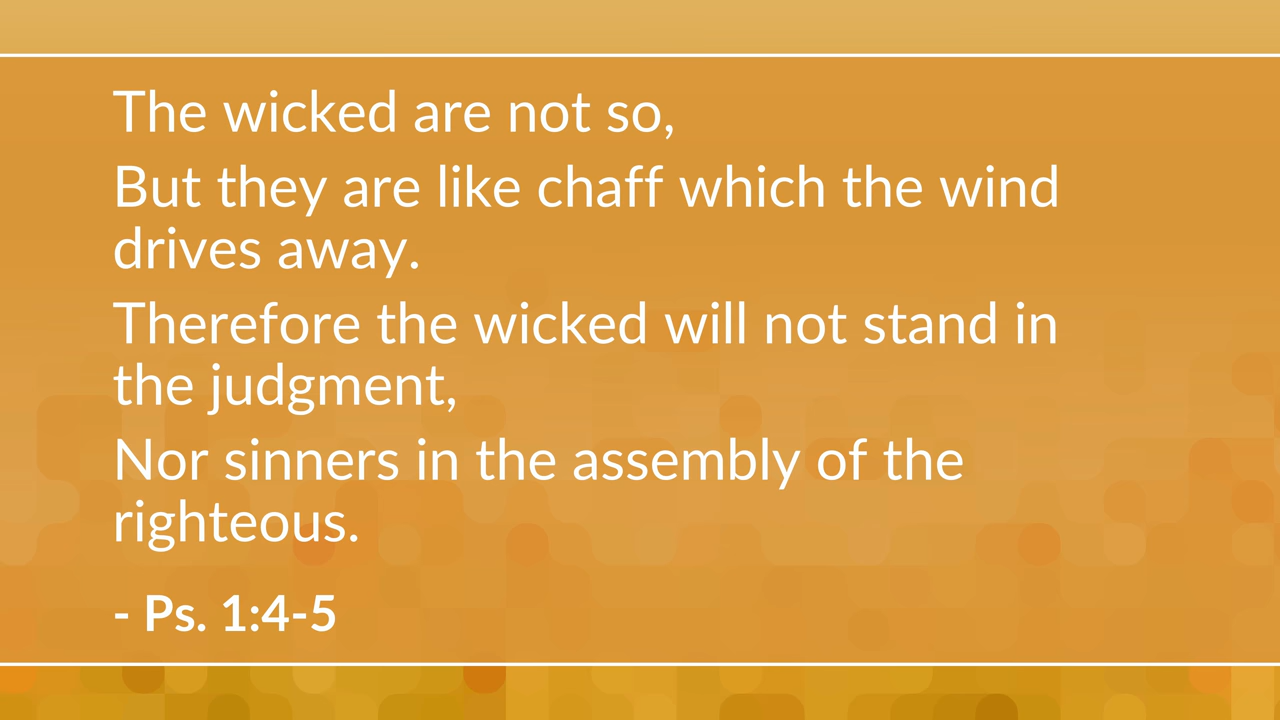 The wicked are not so,
But they are like chaff which the wind
drives away.
Therefore the wicked will not stand in
the judgment,
Nor sinners in the assembly of the
righteous.
- Ps. 1:4-5